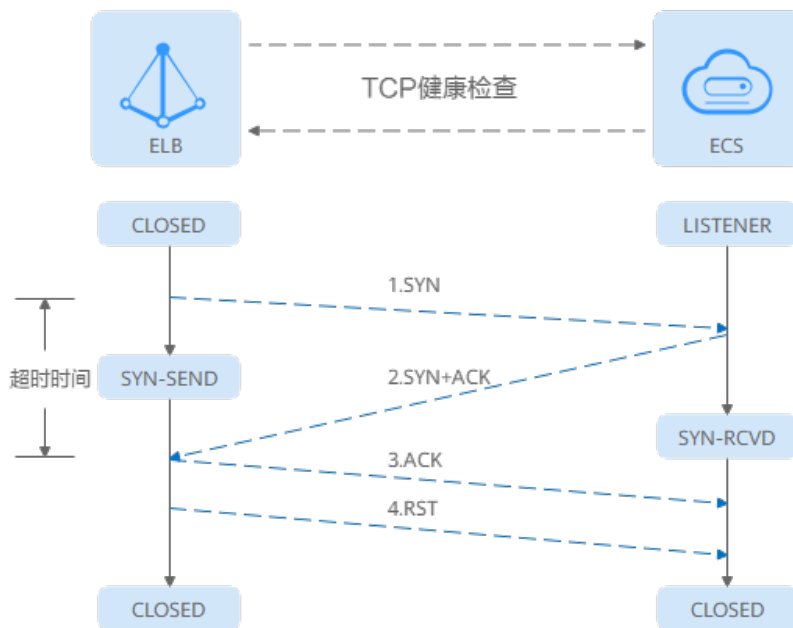 TCP健康检查
ELB
ECS
CLOSED
LISTENER
1.SYN
超时时间
SYN-SEND
2.SYN+ACK
SYN-RCVD
3.ACK
4.RST
CLOSED
CLOSED